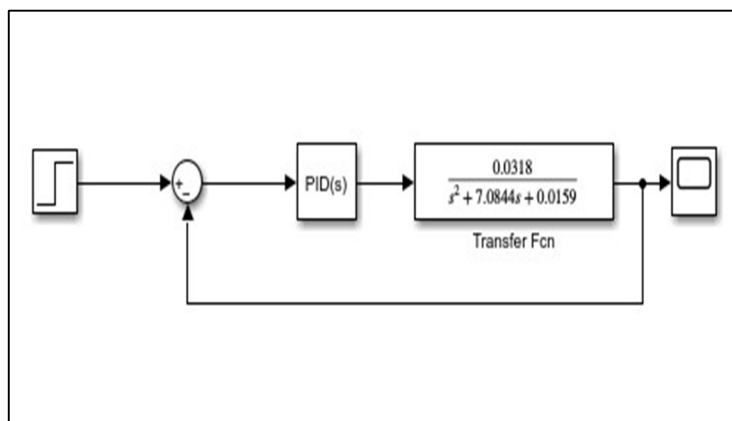 +
−
PID(s)
0.0318
s² + 7.0844s + 0.0159
Transfer Fcn